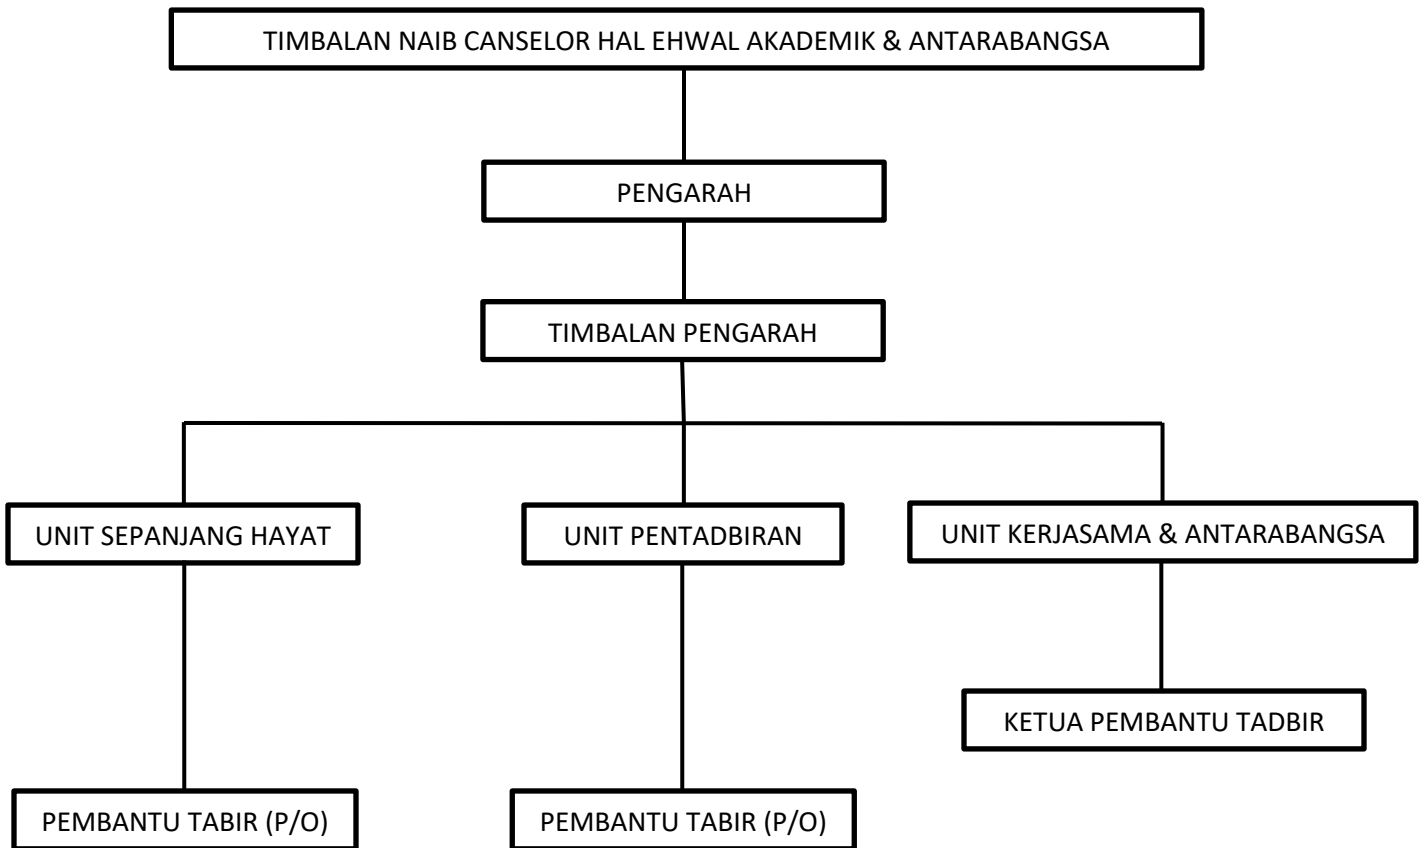 TIMBALAN NAIB CANSELOR HAL EHWAL AKADEMIK & ANTARABANGSA
PENGARAH
TIMBALAN PENGARAH
UNIT SEPANJANG HAYAT
UNIT PENTADBIRAN
UNIT KERJASAMA & ANTARABANGSA
KETUA PEMBANTU TADBIR
PEMBANTU TABIR (P/O)
PEMBANTU TABIR (P/O)